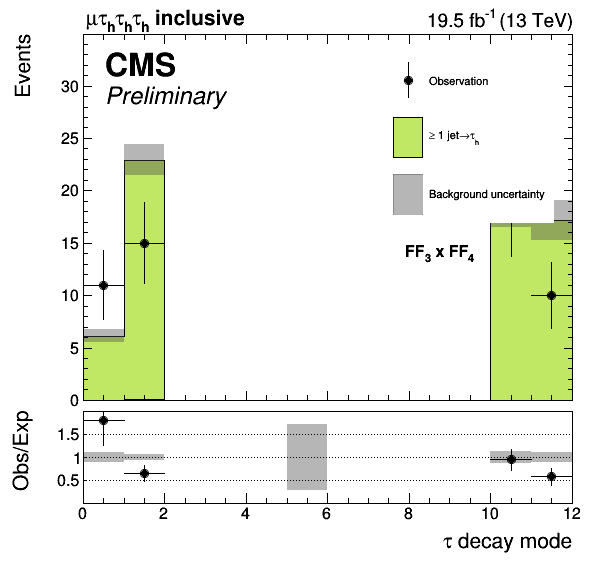 μτhτhτh inclusive 19.5 fb⁻¹ (13 TeV)
Events
CMS
Preliminary
Observation
≥ 1 jet→τh
Background uncertainty
FF3 x FF4
30
25
20
15
10
5
0
Obs/Exp
1.5
1
0.5
0 2 4 6 8 10 12
τ decay mode